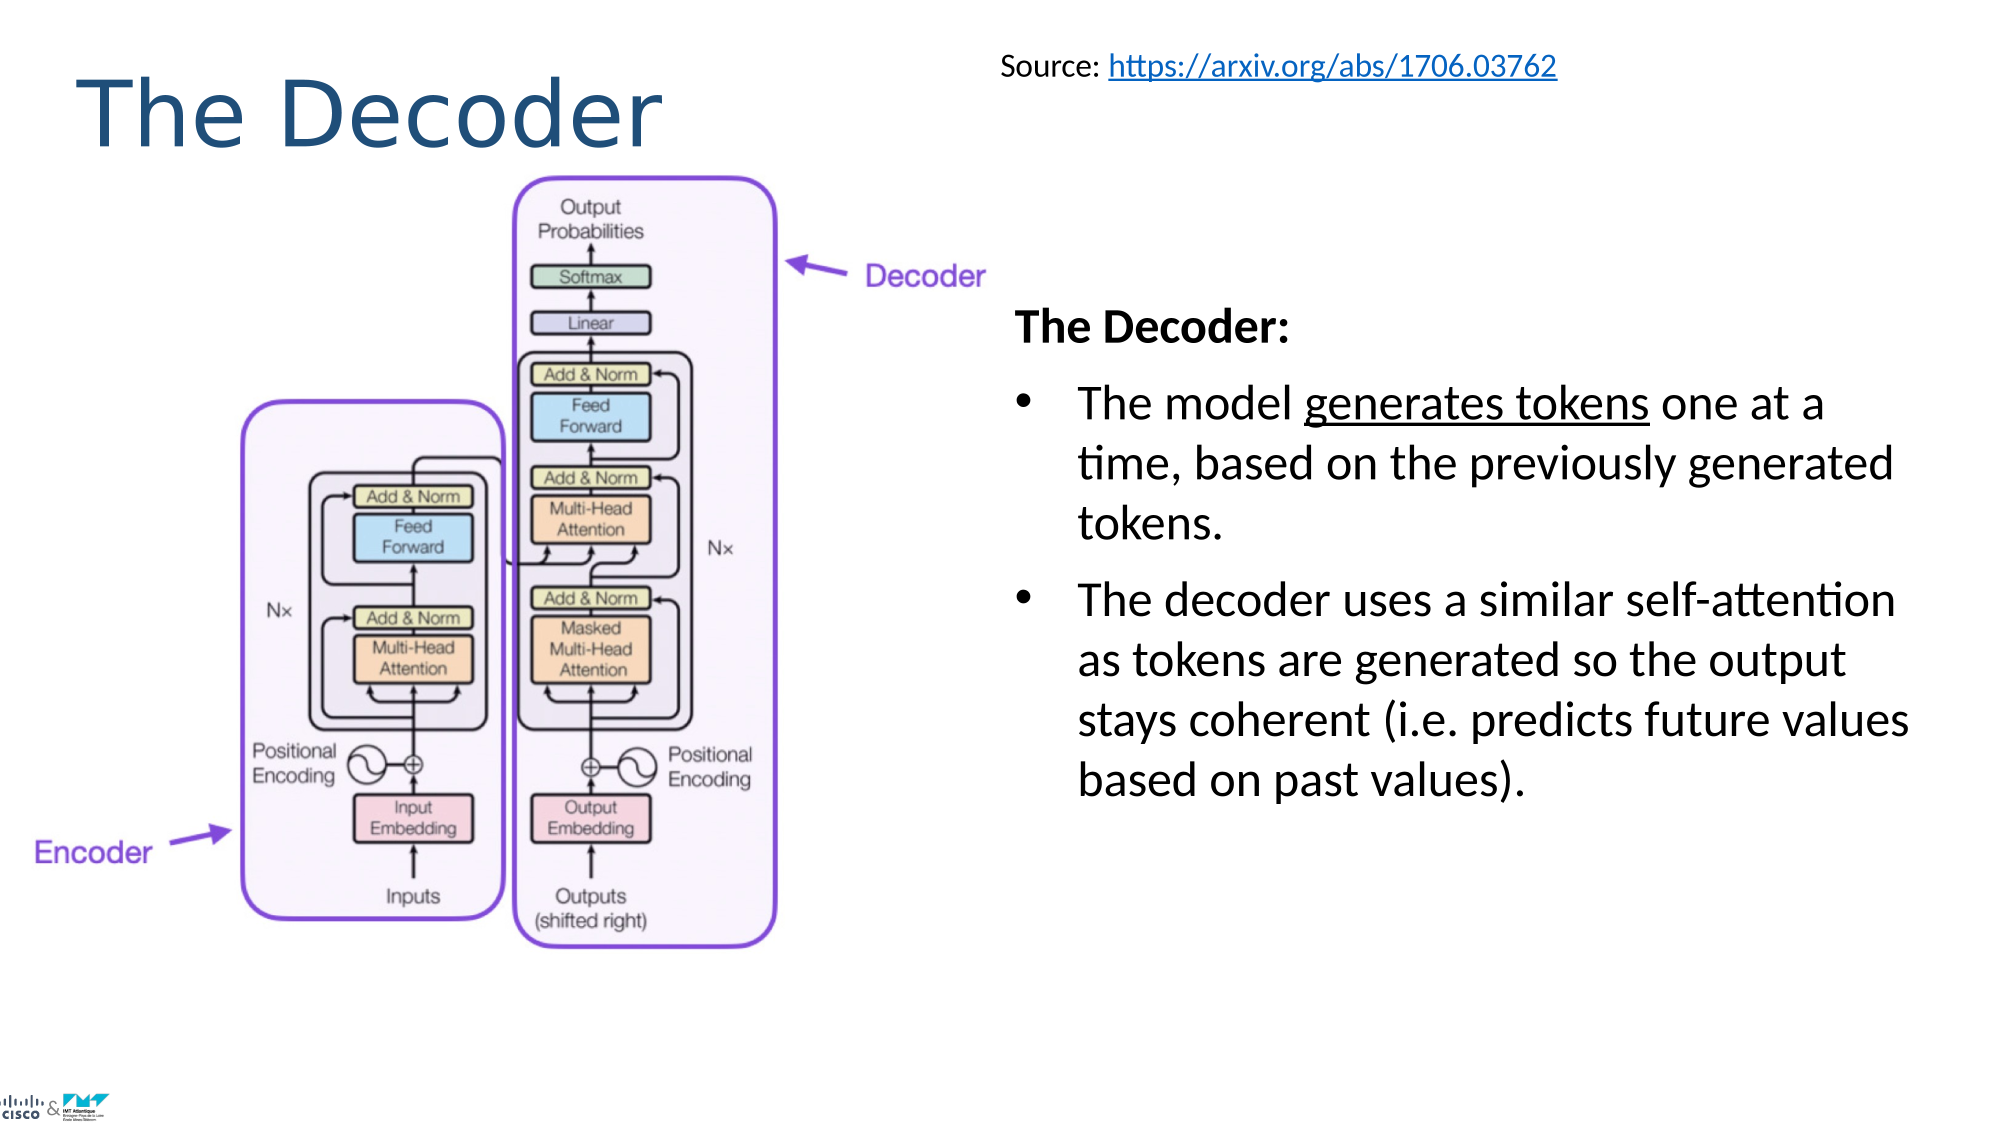 The Decoder
Source: https://arxiv.org/abs/1706.03762
Output
Probabilities
Softmax
Linear
Add & Norm
Feed
Forward
Add & Norm
Multi-Head
Attention
Nx
Add & Norm
Masked
Multi-Head
Attention
Positional
Encoding
Output
Embedding
Outputs
(shifted right)
Decoder
Add & Norm
Feed
Forward
Nx
Add & Norm
Multi-Head
Attention
Positional
Encoding
Input
Embedding
Inputs
Encoder
The Decoder:
• The model generates tokens one at a
time, based on the previously generated
tokens.
• The decoder uses a similar self-attention
as tokens are generated so the output
stays coherent (i.e. predicts future values
based on past values).
CISCO &
IMT Atlantique